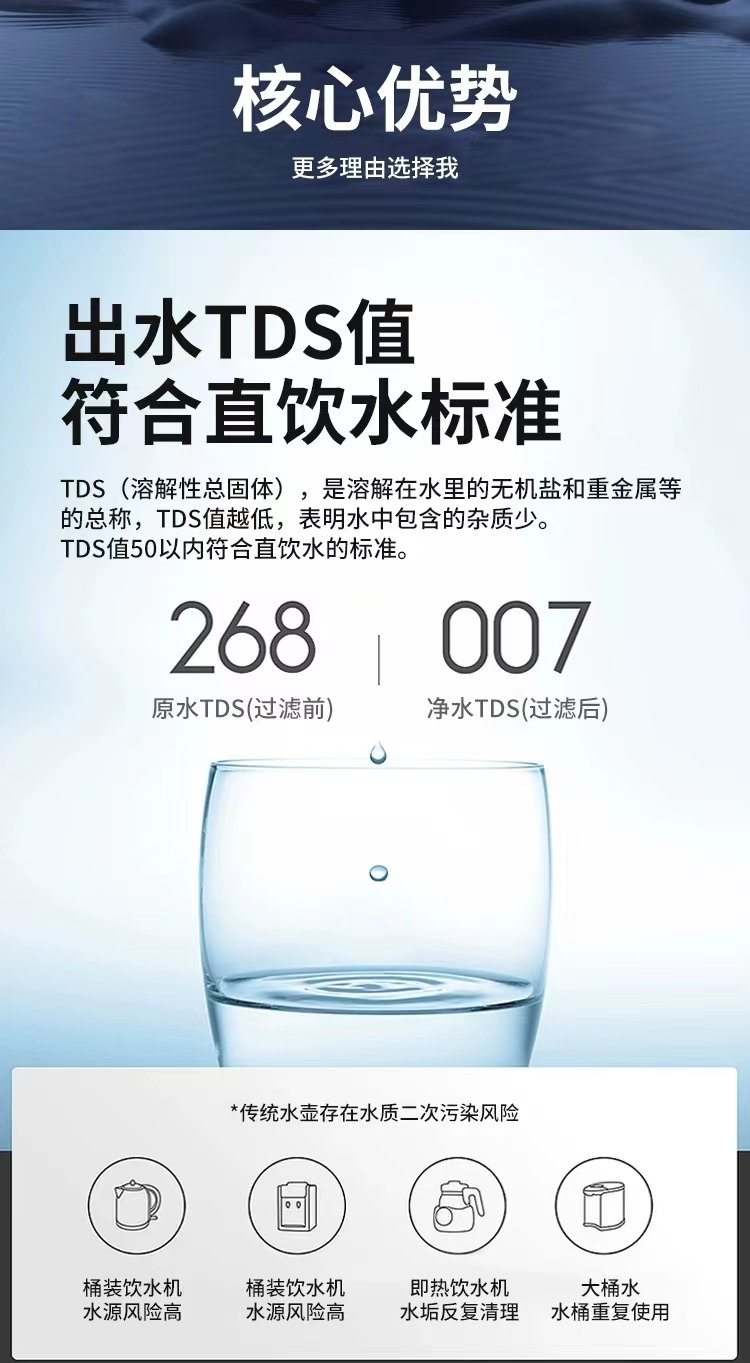 核心优势
更多理由选择我
出水TDS值
符合直饮水标准
TDS（溶解性总固体），是溶解在水里的无机盐和重金属等
的总称，TDS值越低，表明水中包含的杂质少。
TDS值50以内符合直饮水的标准。
268
007
原水TDS(过滤前)
净水TDS(过滤后)
*传统水壶存在水质二次污染风险
桶装饮水机
水源风险高
桶装饮水机
水源风险高
即热饮水机
水垢反复清理
大桶水
水桶重复使用